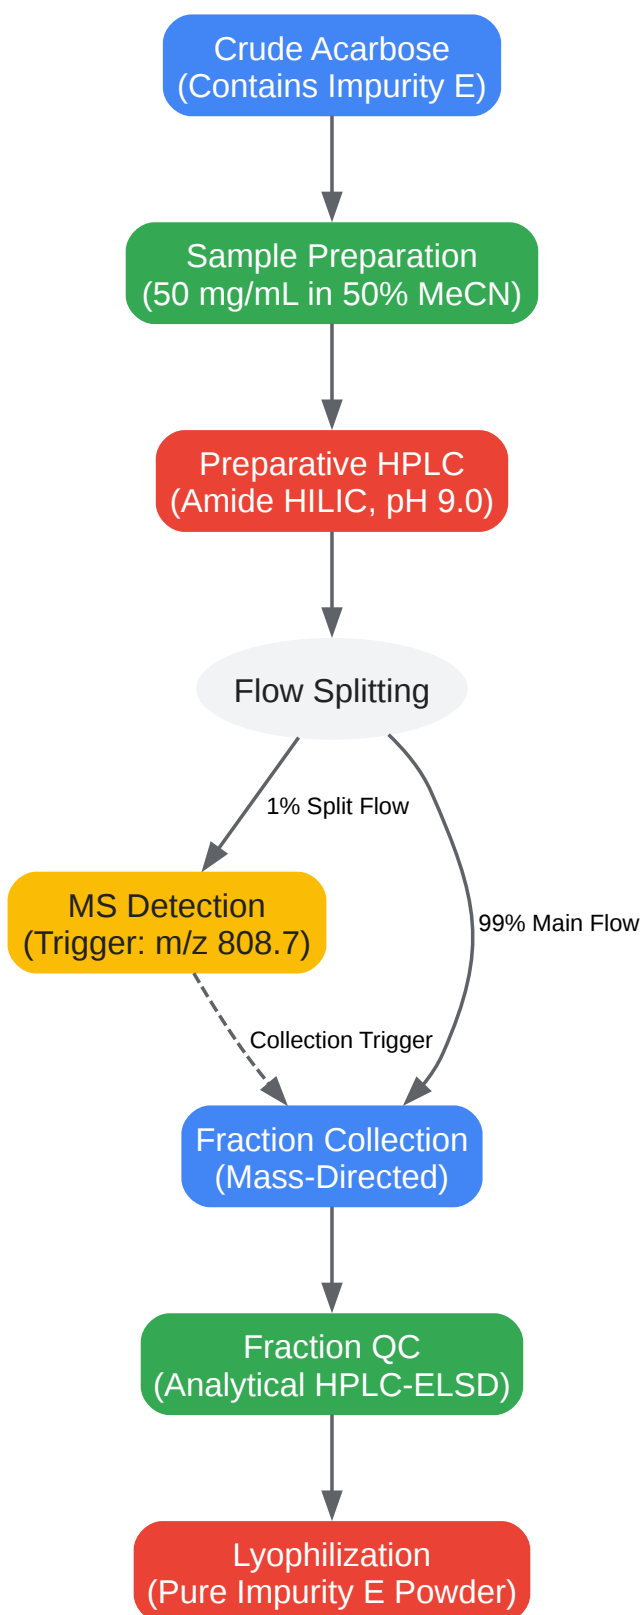 Crude Acarbose
(Contains Impurity E)
Sample Preparation
(50 mg/mL in 50% MeCN)
Preparative HPLC
(Amide HILIC, pH 9.0)
Flow Splitting
1% Split Flow
MS Detection
(Trigger: m/z 808.7)
99% Main Flow
Collection Trigger
Fraction Collection
(Mass-Directed)
Fraction QC
(Analytical HPLC-ELSD)
Lyophilization
(Pure Impurity E Powder)